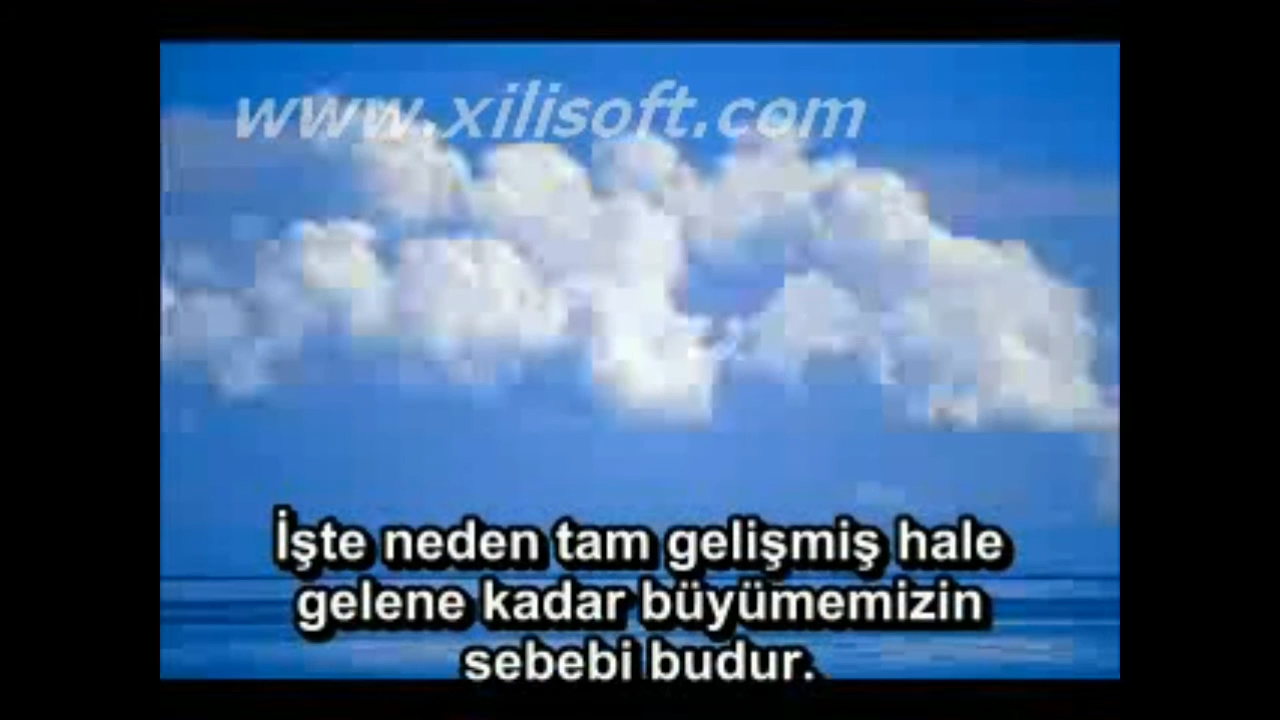 www.xilisoft.com
İşte neden tam gelişmiş hale
gelene kadar büyümemizin
sebebi budur.